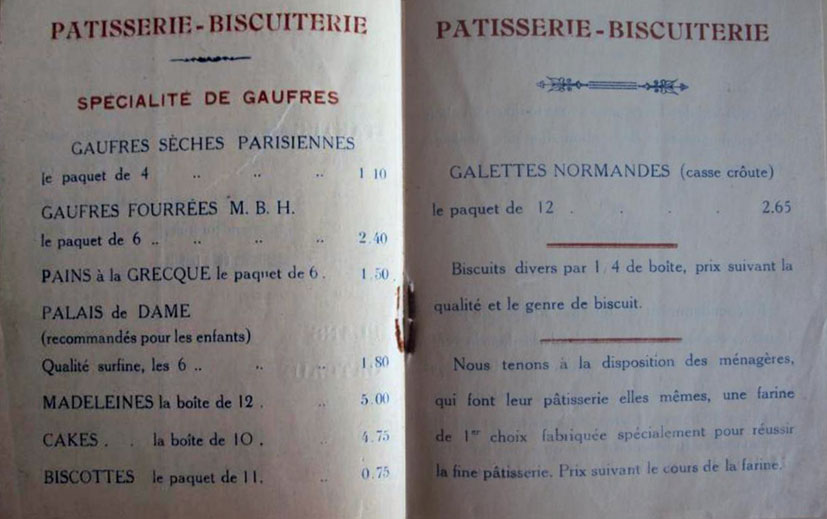 PATISSERIE-BISCUITERIE
SPÉCIALITÉ DE GAUFRES
GAUFRES SÈCHES PARISIENNES
le paquet de 4 .. .. .. 1 10
GAUFRES FOURRÉES M. B. H.
le paquet de 6 .. .. .. .. 2.40
PAINS à la GRECQUE le paquet de 6 . 1.50
PALAIS de DAME
(recommandés pour les enfants)
Qualité surfine, les 6 .. .. .. 1.80
MADELEINES la boîte de 12 . .. 5.00
CAKES . . la boîte de 10 . .. 4.75
BISCOTTES le paquet de 11. .. 0.75
PATISSERIE-BISCUITERIE
GALETTES NORMANDES (casse crôute)
le paquet de 12 . . . . 2.65
Biscuits divers par 1/4 de boîte, prix suivant la
qualité et le genre de biscuit.
Nous tenons à la disposition des ménagères,
qui font leur pâtisserie elles mêmes, une farine
de 1er choix fabriquée spécialement pour réussir
la fine pâtisserie. Prix suivant le cours de la farine.